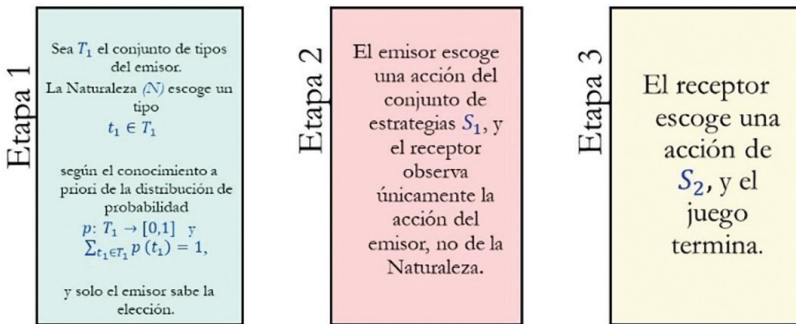 Etapa 1
Sea T₁ el conjunto de tipos
del emisor.
La Naturaleza (N) escoge un
tipo
t₁ ∈ T₁
según el conocimiento a
priori de la distribución de
probabilidad
p: T₁ → [0,1] y
∑ₜ₁∈T₁ p (t₁) = 1,
y solo el emisor sabe la
elección.
Etapa 2
El emisor escoge
una acción del
conjunto de
estrategias S₁, y
el receptor
observa
únicamente la
acción del
emisor, no de la
Naturaleza.
Etapa 3
El receptor
escoge una
acción de
S₂, y el
juego
termina.